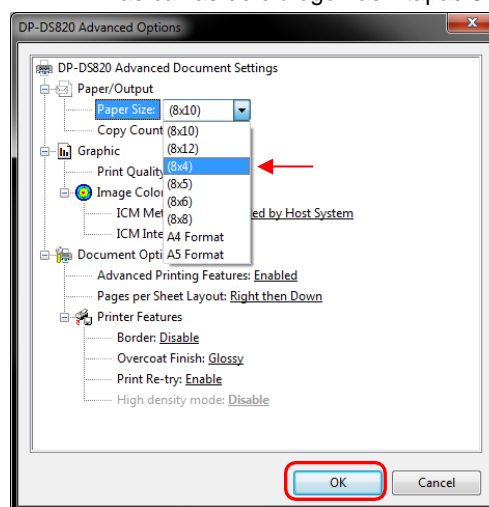 DP-DS820 Advanced Options
DP-DS820 Advanced Document Settings
Paper/Output
Paper Size: (8x10)
Copy Count
(8x10)
(8x12)
(8x4)
(8x5)
(8x6)
(8x8)
A4 Format
A5 Format
Graphic
Print Quality
Image Color
ICM Met
ed by Host System
ICM Inte
Document Opti
Advanced Printing Features: Enabled
Pages per Sheet Layout: Right then Down
Printer Features
Border: Disable
Overcoat Finish: Glossy
Print Re-try: Enable
High density mode: Disable
OK
Cancel